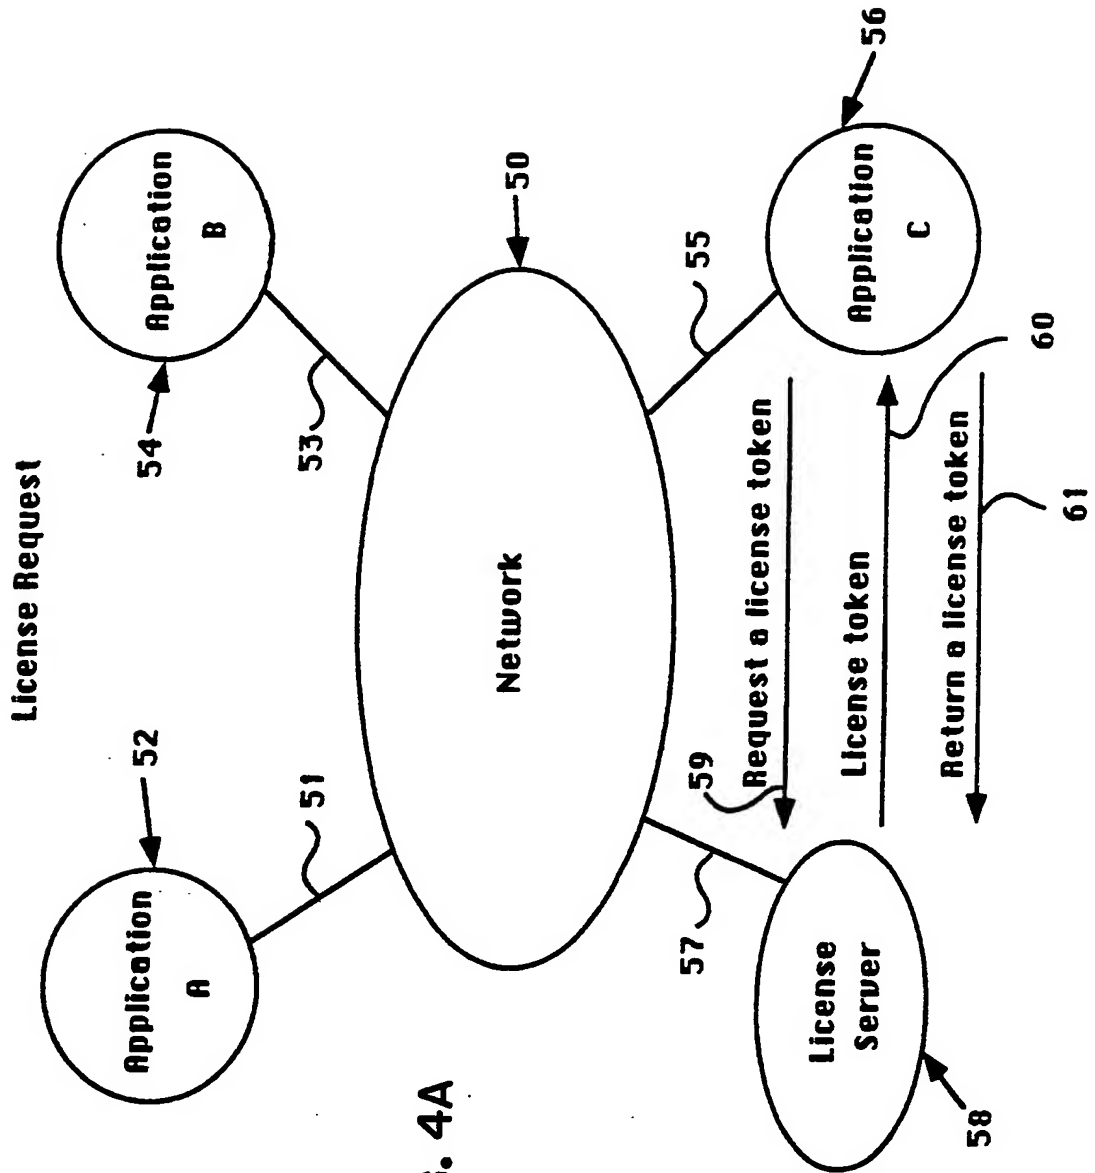 License Request
52
Application
A
51
54
Application
B
53
Network
50
55
57
59
Request a license token
License token
Return a license token
60
61
License
Server
58
Application
C
56
. 4A